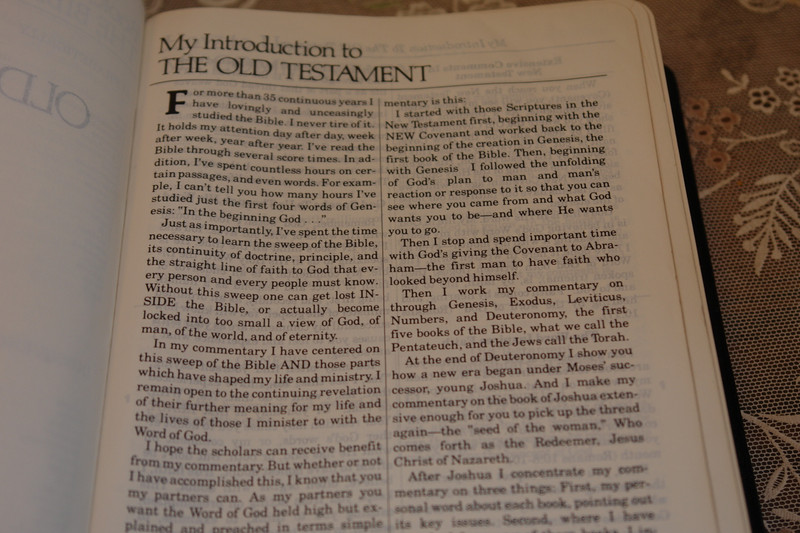 My Introduction to
THE OLD TESTAMENT
For more than 35 continuous years I
have lovingly and unceasingly
studied the Bible. I never tire of it.
It holds my attention day after day, week
after week, year after year. I've read the
Bible through several score times. In ad-
dition, I've spent countless hours on cer-
tain passages, and even words. For exam-
ple, I can't tell you how many hours I've
studied just the first four words of Gen-
esis: "In the beginning God . . ."
Just as importantly, I've spent the time
necessary to learn the sweep of the Bible,
its continuity of doctrine, principle, and
the straight line of faith to God that ev-
ery person and every people must know.
Without this sweep one can get lost IN-
SIDE the Bible, or actually become
locked into too small a view of God, of
man, of the world, and of eternity.
In my commentary I have centered on
this sweep of the Bible AND those parts
which have shaped my life and ministry. I
remain open to the continuing revelation
of their further meaning for my life and
the lives of those I minister to with the
Word of God.
I hope the scholars can receive benefit
from my commentary. But whether or not
I have accomplished this, I know that you
my partners can. As my partners you
want the Word of God held high but ex-
plained and preached in terms simple
mentary is this:
I started with those Scriptures in the
New Testament first, beginning with the
NEW Covenant and worked back to the
beginning of the creation in Genesis, the
first book of the Bible. Then, beginning
with Genesis I followed the unfolding
of God's plan to man and man's
reaction or response to it so that you can
see where you came from and what God
wants you to be—and where He wants
you to go.
Then I stop and spend important time
with God's giving the Covenant to Abra-
ham—the first man to have faith who
looked beyond himself.
Then I work my commentary on
through Genesis, Exodus, Leviticus,
Numbers, and Deuteronomy, the first
five books of the Bible, what we call the
Pentateuch, and the Jews call the Torah.
At the end of Deuteronomy I show you
how a new era began under Moses' suc-
cessor, young Joshua. And I make my
commentary on the book of Joshua exten-
sive enough for you to pick up the thread
again—the "seed of the woman," Who
comes forth as the Redeemer, Jesus
Christ of Nazareth.
After Joshua I concentrate my com-
mentary on three things: First, my per-
sonal word about each book, pointing out
its key issues. Second, where I have